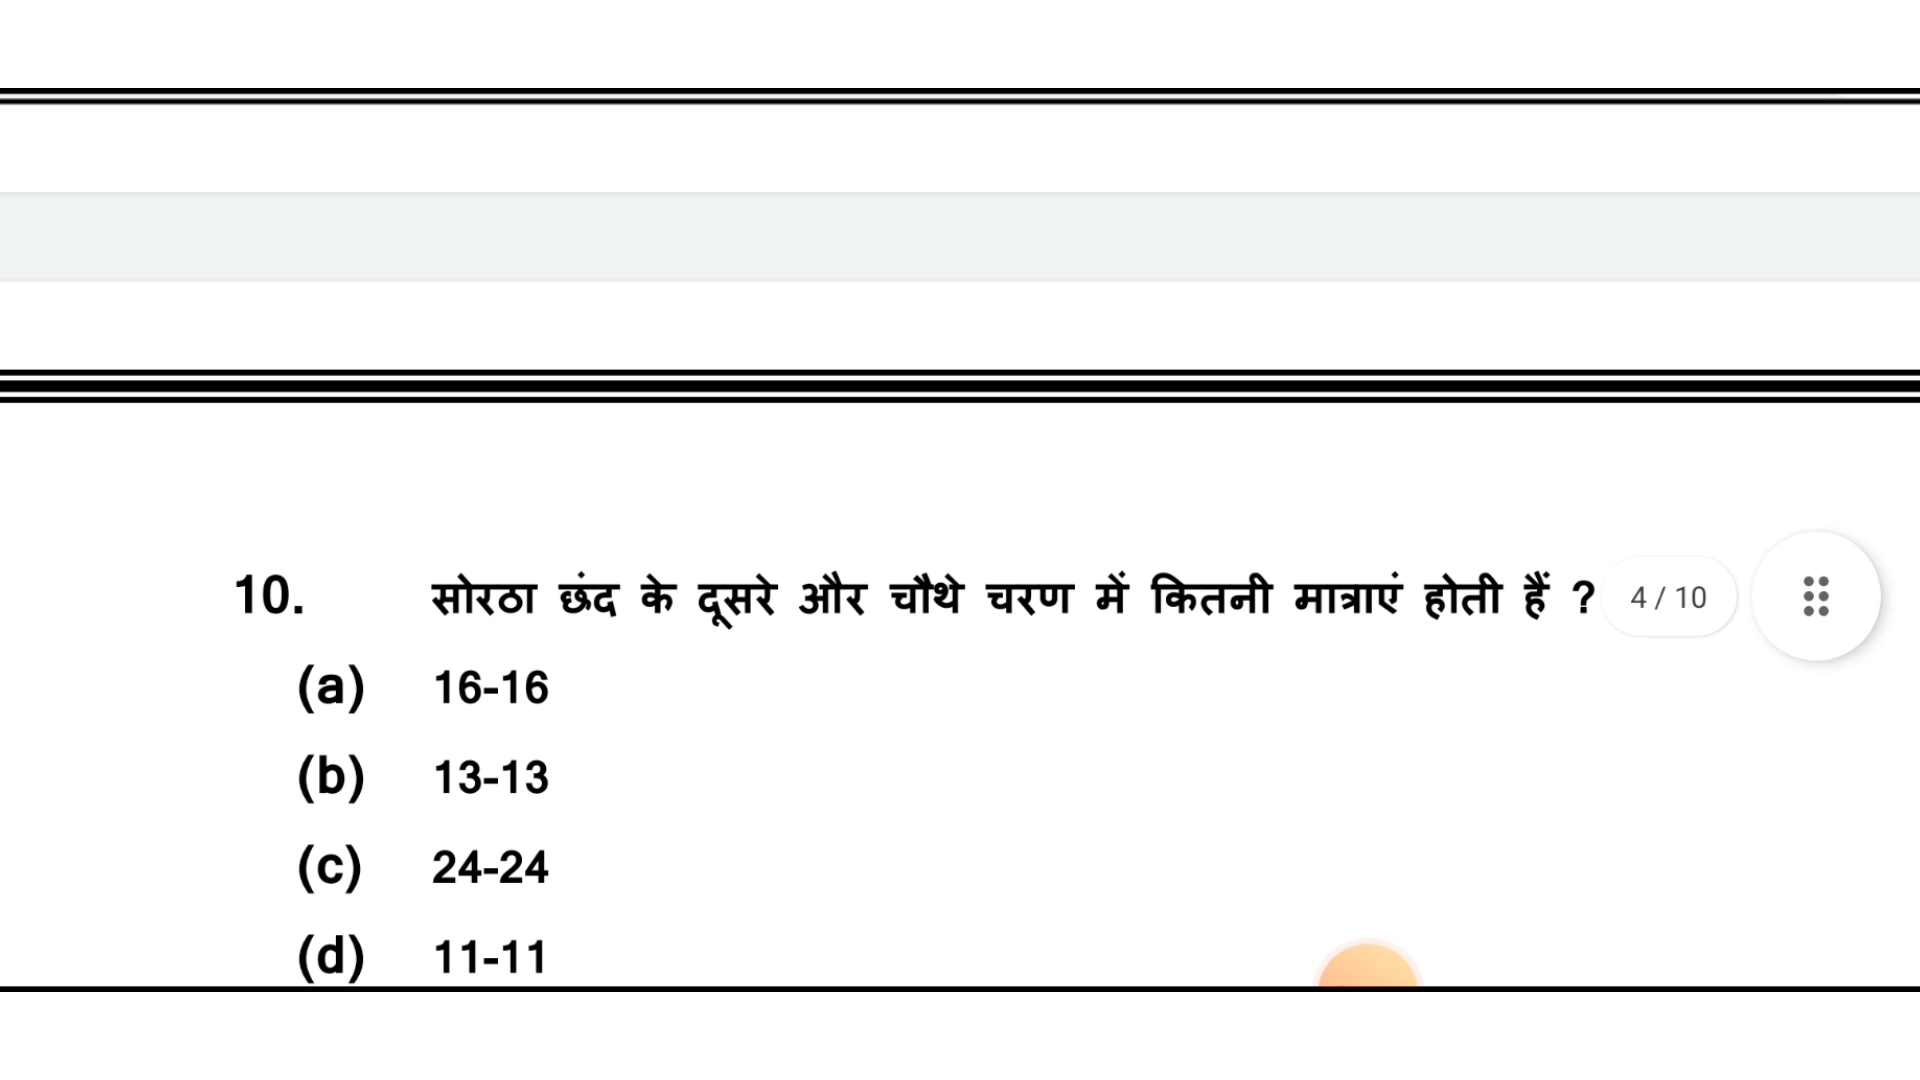 10. सोरठा छंद के दूसरे और चौथे चरण में कितनी मात्राएं होती हैं ? 4 / 10
(a) 16-16
(b) 13-13
(c) 24-24
(d) 11-11